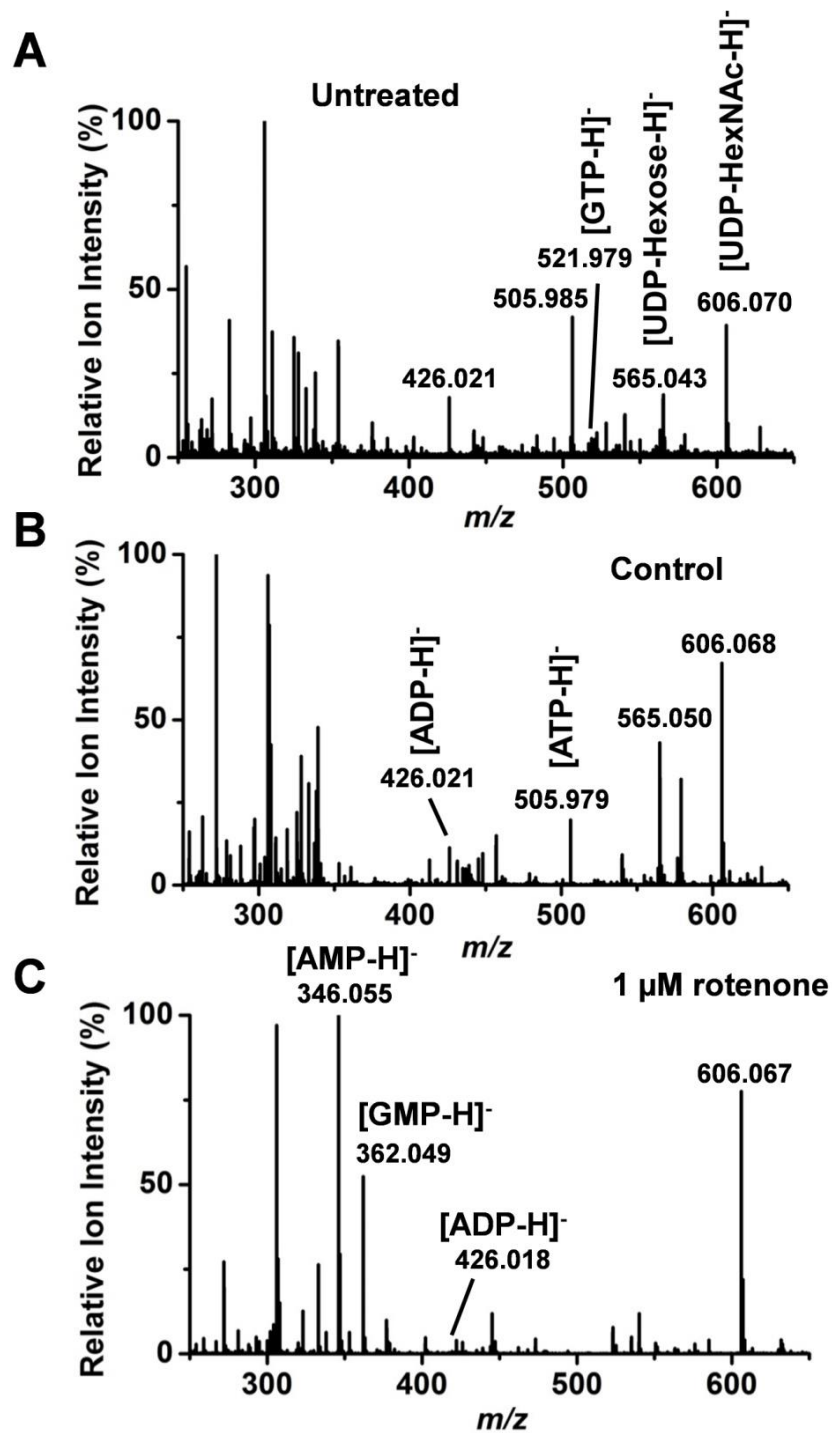 A
Untreated
[GTP-H]⁻
[UDP-Hexose-H]⁻
[UDP-HexNAc-H]⁻
Relative Ion Intensity (%)
100
50
0
426.021
505.985
521.979
565.043
606.070
300
400
500
600
m/z
B
Control
[ADP-H]⁻
[ATP-H]⁻
Relative Ion Intensity (%)
100
50
0
426.021
505.979
565.050
606.068
300
400
500
600
m/z
C
[AMP-H]⁻
346.055
1 µM rotenone
[GMP-H]⁻
362.049
[ADP-H]⁻
426.018
606.067
Relative Ion Intensity (%)
100
50
0
300
400
500
600
m/z